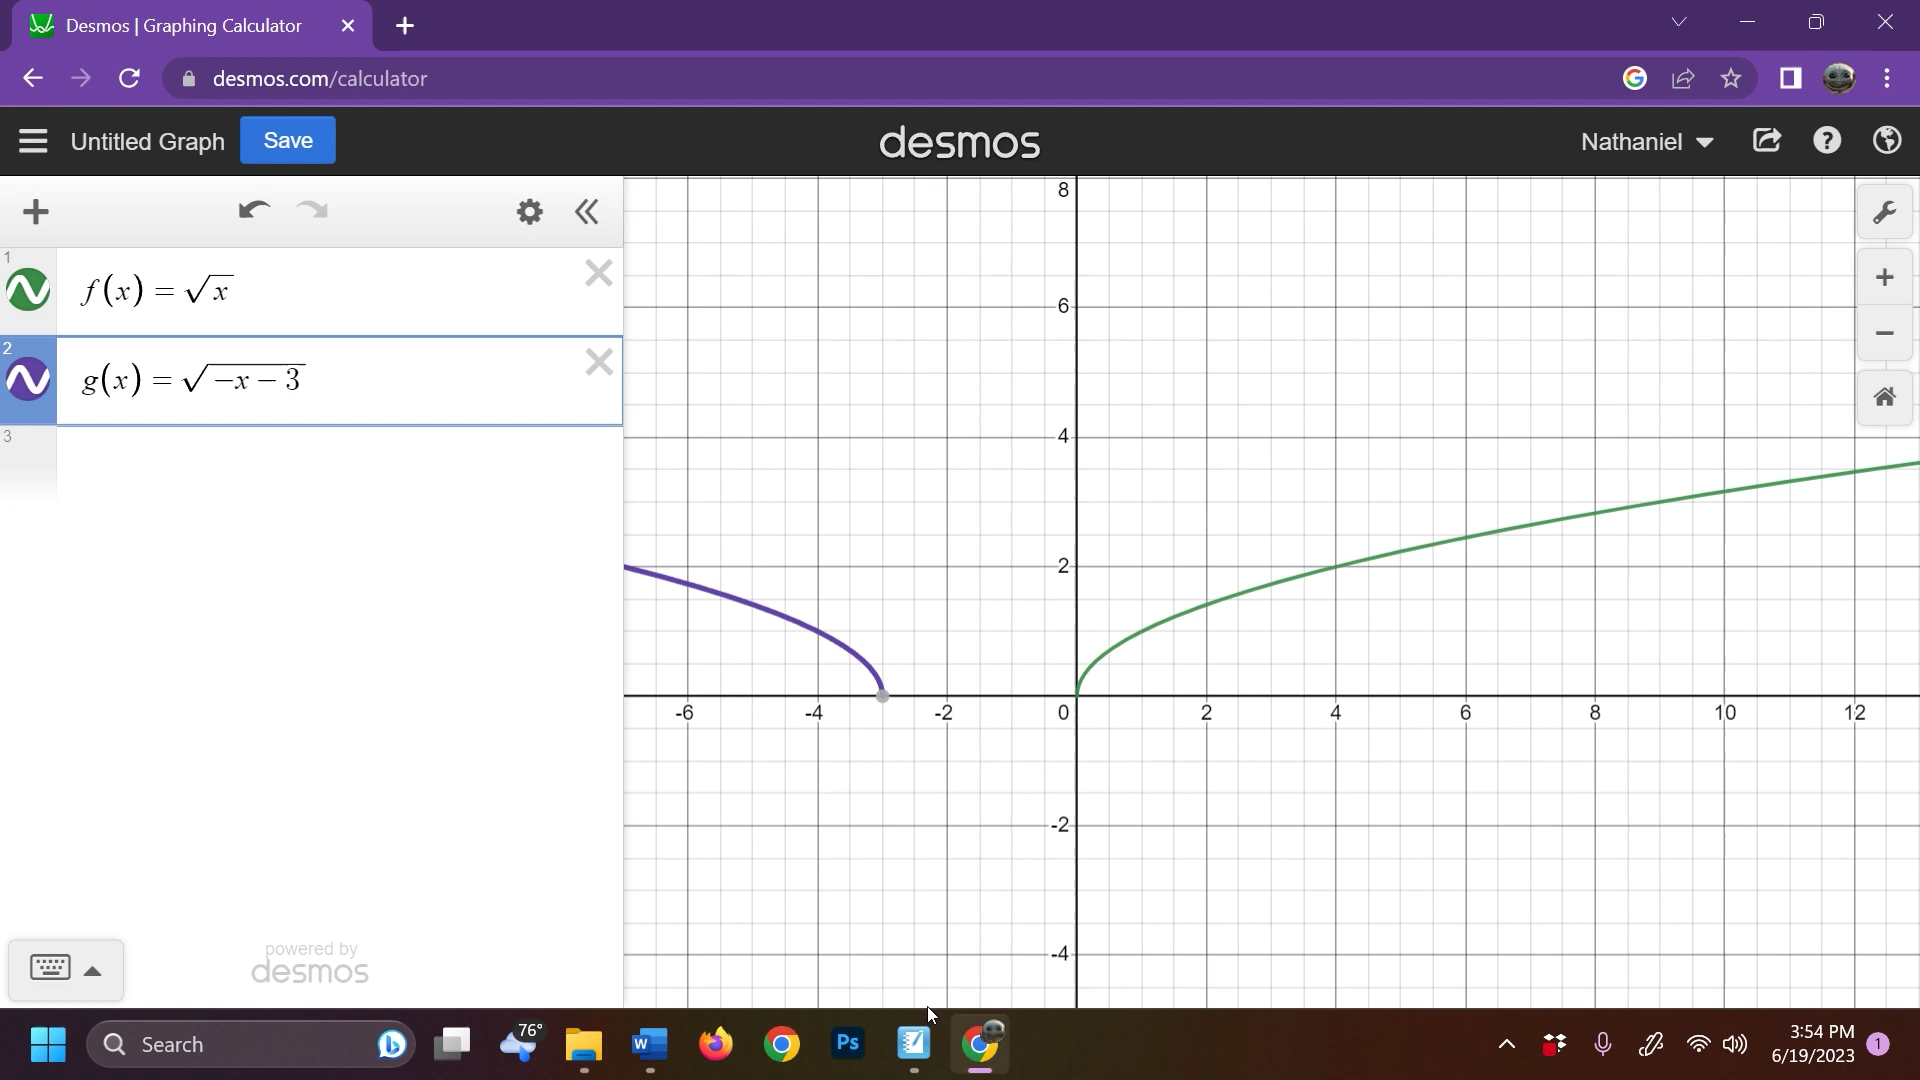 Desmos | Graphing Calculator
desmos.com/calculator
Untitled Graph
Save
desmos
Nathaniel
1
f(x) = √x
2
g(x) = √-x - 3
3
powered by
desmos
8
6
4
2
-2
-4
-6 -4 -2 0 2 4 6 8 10 12
Search
76°
W
Ps
3:54 PM
6/19/2023
1